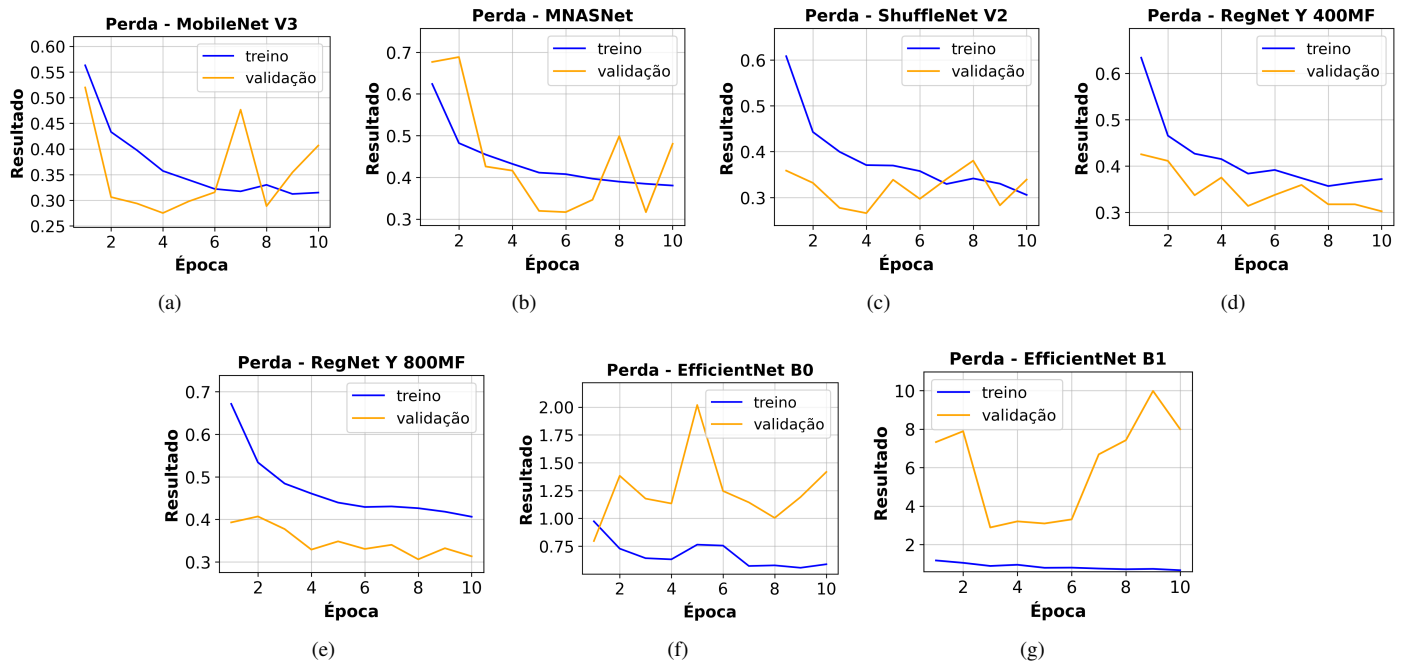 Perda - MobileNet V3
0.60
0.55
0.50
0.45
0.40
0.35
0.30
0.25
Resultado
treino
validação
2 4 6 8 10
Época
(a)
Perda - MNASNet
0.7
0.6
0.5
0.4
0.3
Resultado
treino
validação
2 4 6 8 10
Época
(b)
Perda - ShuffleNet V2
0.6
0.5
0.4
0.3
Resultado
treino
validação
2 4 6 8 10
Época
(c)
Perda - RegNet Y 400MF
0.6
0.5
0.4
0.3
Resultado
treino
validação
2 4 6 8 10
Época
(d)
Perda - RegNet Y 800MF
0.7
0.6
0.5
0.4
0.3
Resultado
treino
validação
2 4 6 8 10
Época
(e)
Perda - EfficientNet B0
2.00
1.75
1.50
1.25
1.00
0.75
Resultado
treino
validação
2 4 6 8 10
Época
(f)
Perda - EfficientNet B1
10
8
6
4
2
Resultado
treino
validação
2 4 6 8 10
Época
(g)